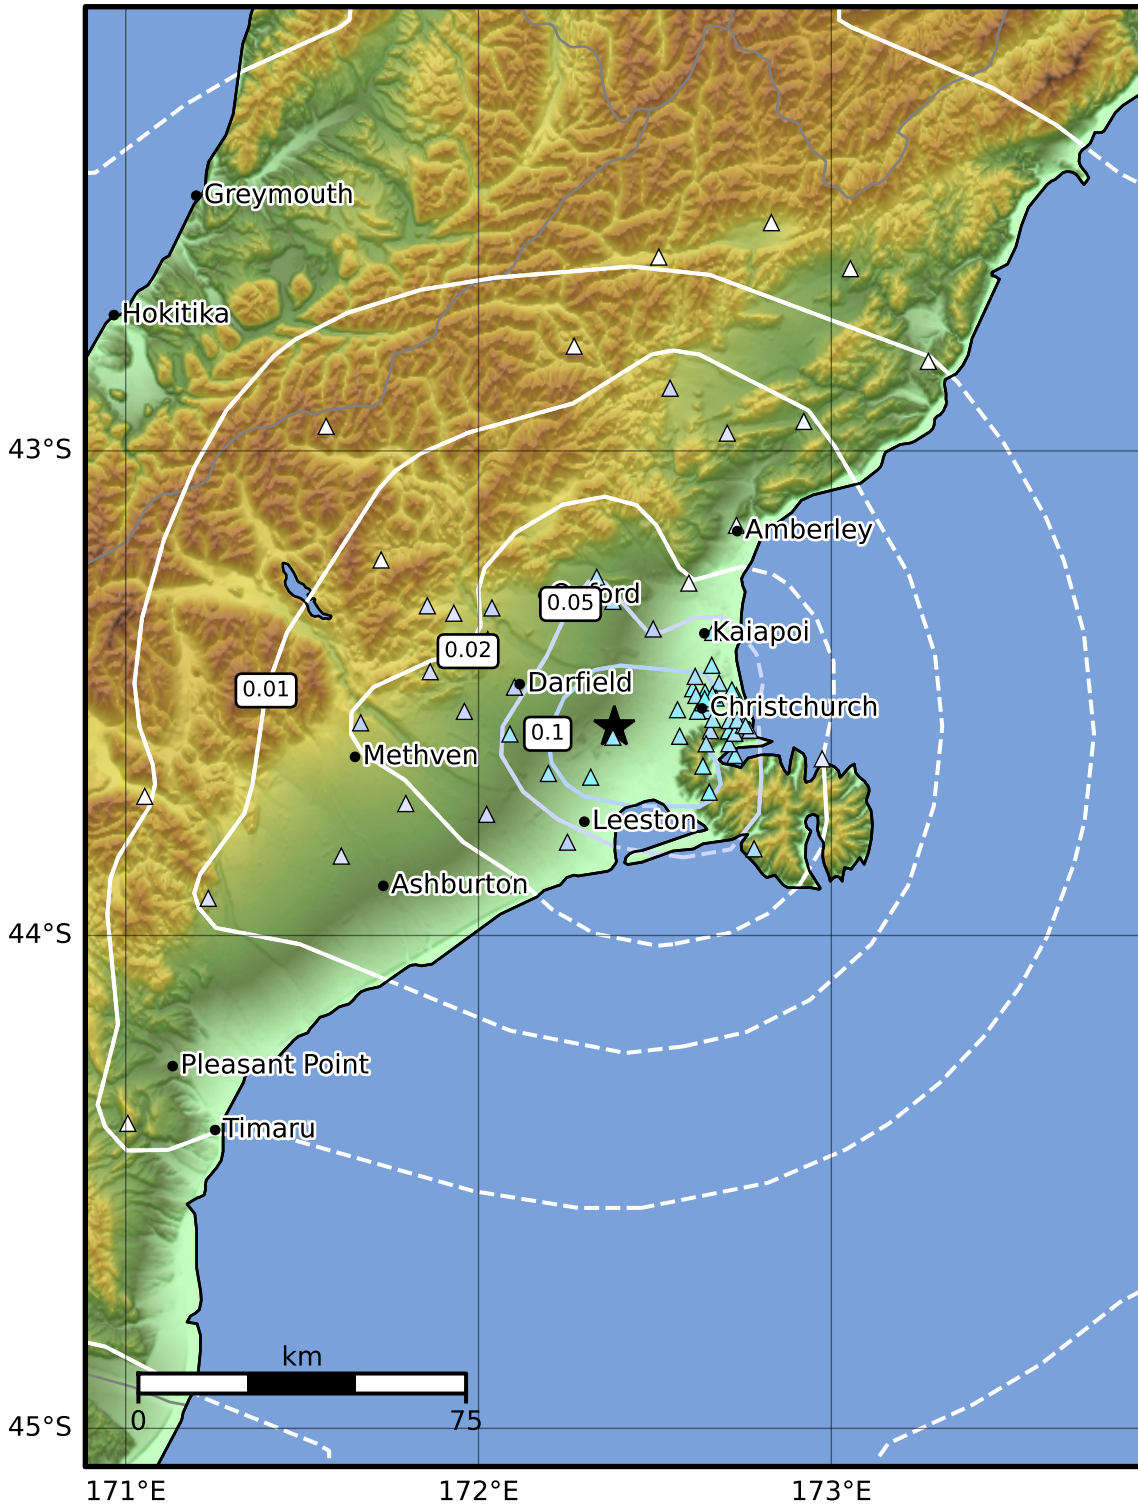 Greymouth
Hokitika
43°S
Amberley
0.05
Kaiapoi
0.02
Darfield
0.01
Christchurch
0.1
Methven
Leeston
Ashburton
44°S
Pleasant Point
Timaru
km
0
75
45°S
171°E
172°E
173°E